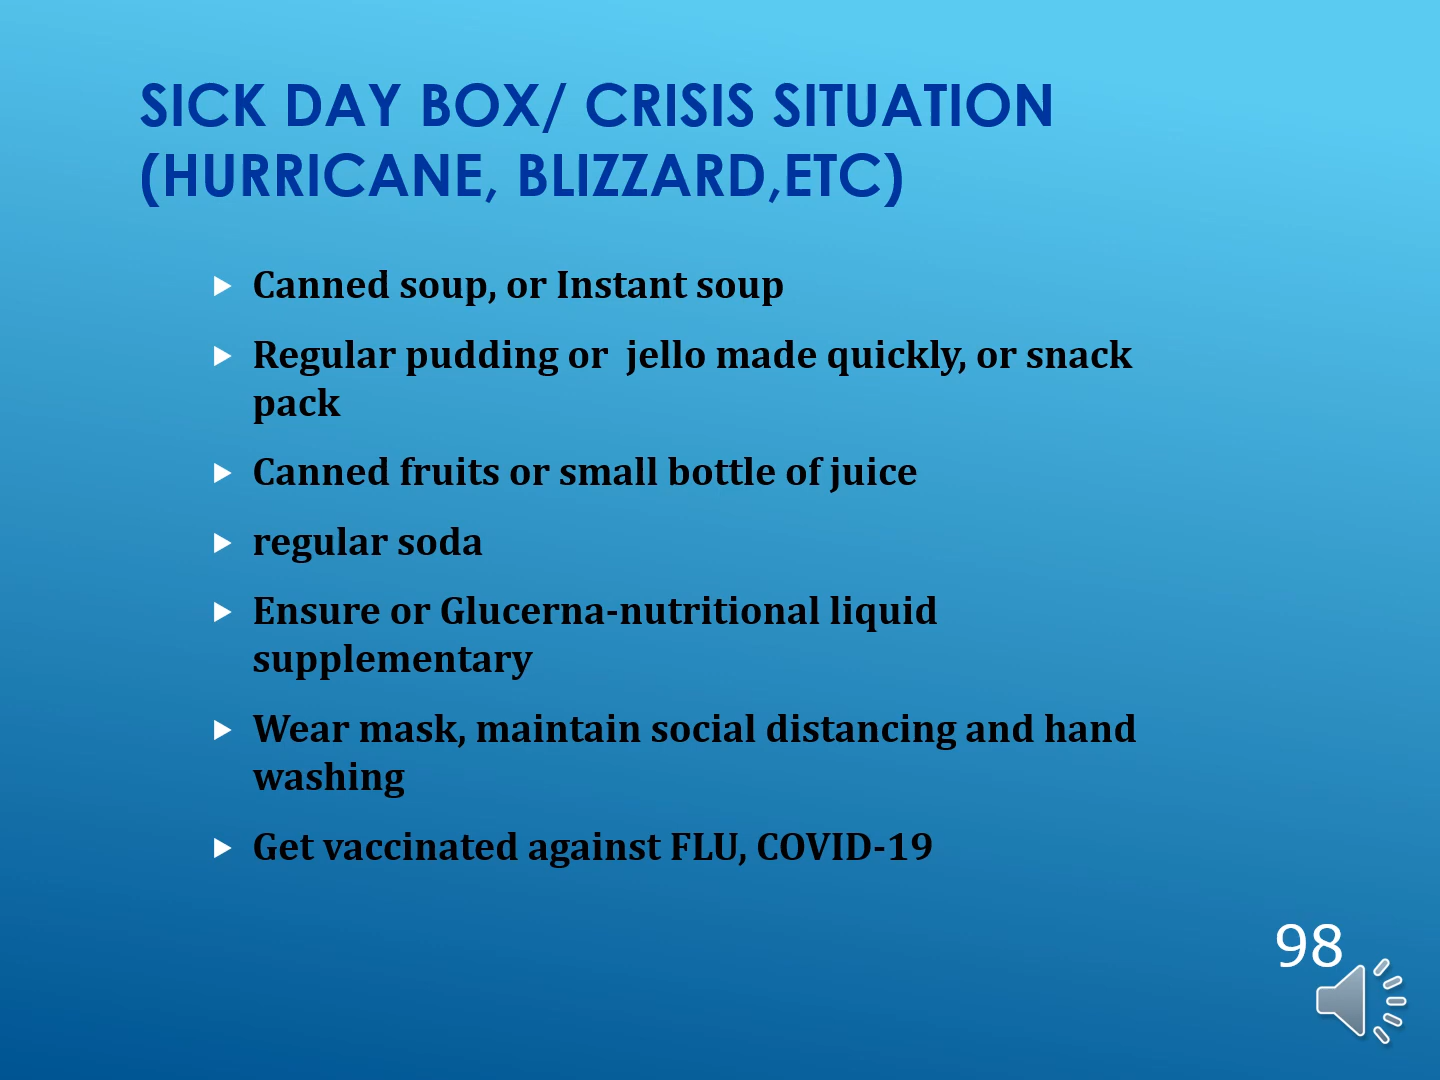 SICK DAY BOX/ CRISIS SITUATION
(HURRICANE, BLIZZARD,ETC)
Canned soup, or Instant soup
Regular pudding or  jello made quickly, or snack
pack
Canned fruits or small bottle of juice
regular soda
Ensure or Glucerna-nutritional liquid
supplementary
Wear mask, maintain social distancing and hand
washing
Get vaccinated against FLU, COVID-19
98